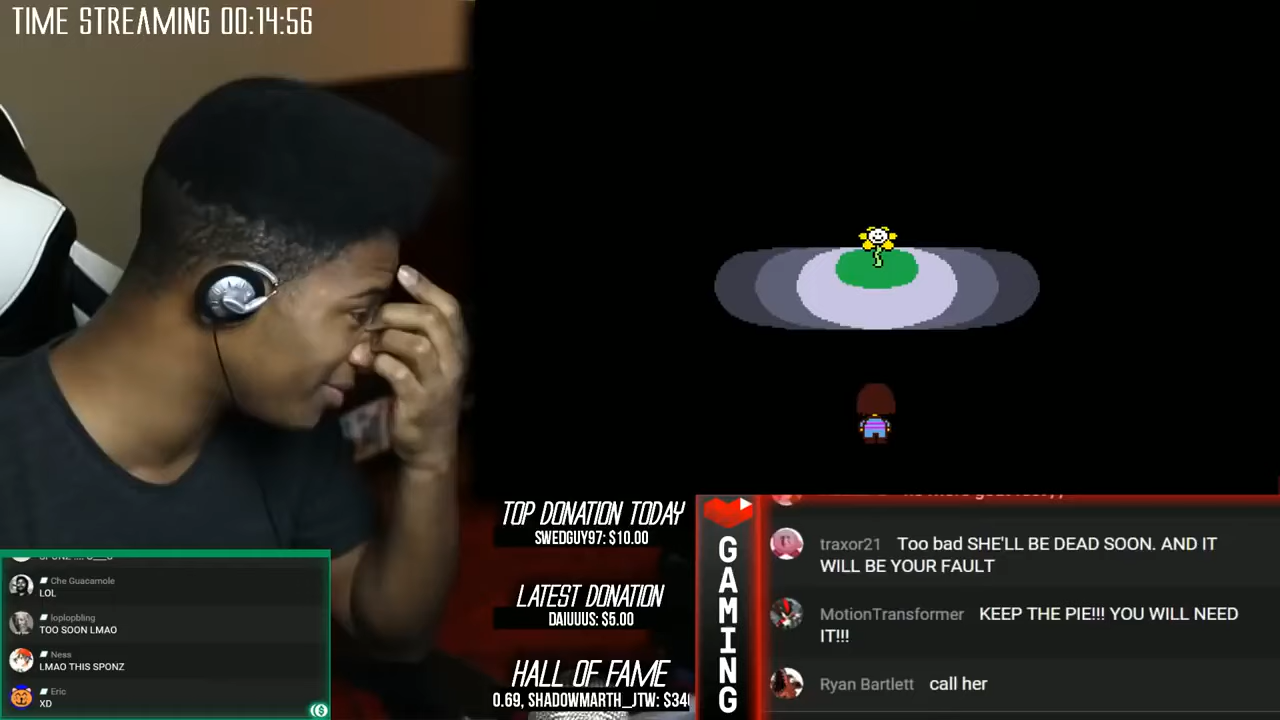 TIME STREAMING 00:14:56
TOP DONATION TODAY
SWEDGUY97: $10.00
LATEST DONATION
DAIUUUS: $5.00
HALL OF FAME
0.69, SHADOWMARTH_JTW: $34
Che Guacamole
LOL
loplopbling
TOO SOON LMAO
Ness
LMAO THIS SPONZ
Eric
XD
GAMING
traxor21 Too bad SHE'LL BE DEAD SOON. AND IT
WILL BE YOUR FAULT
MotionTransformer KEEP THE PIE!!! YOU WILL NEED
IT!!!
Ryan Bartlett call her